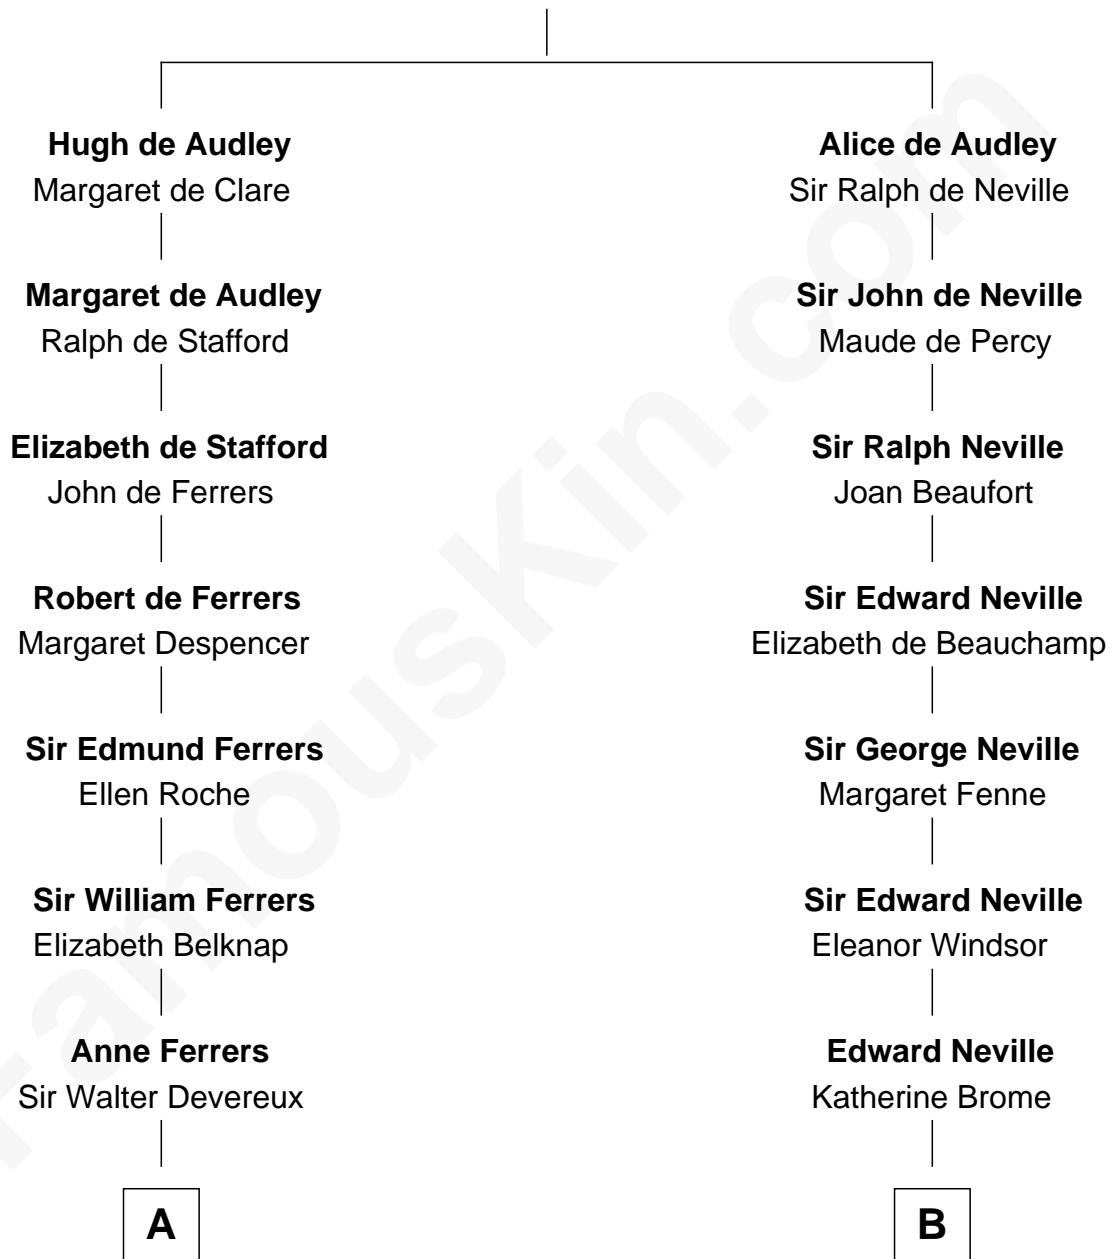 Hugh de Audley
Margaret de Clare
Margaret de Audley
Ralph de Stafford
Elizabeth de Stafford
John de Ferrers
Robert de Ferrers
Margaret Despencer
Sir Edmund Ferrers
Ellen Roche
Sir William Ferrers
Elizabeth Belknap
Anne Ferrers
Sir Walter Devereux
A
Alice de Audley
Sir Ralph de Neville
Sir John de Neville
Maude de Percy
Sir Ralph Neville
Joan Beaufort
Sir Edward Neville
Elizabeth de Beauchamp
Sir George Neville
Margaret Fenne
Sir Edward Neville
Eleanor Windsor
Edward Neville
Katherine Brome
B
FamousKin.com